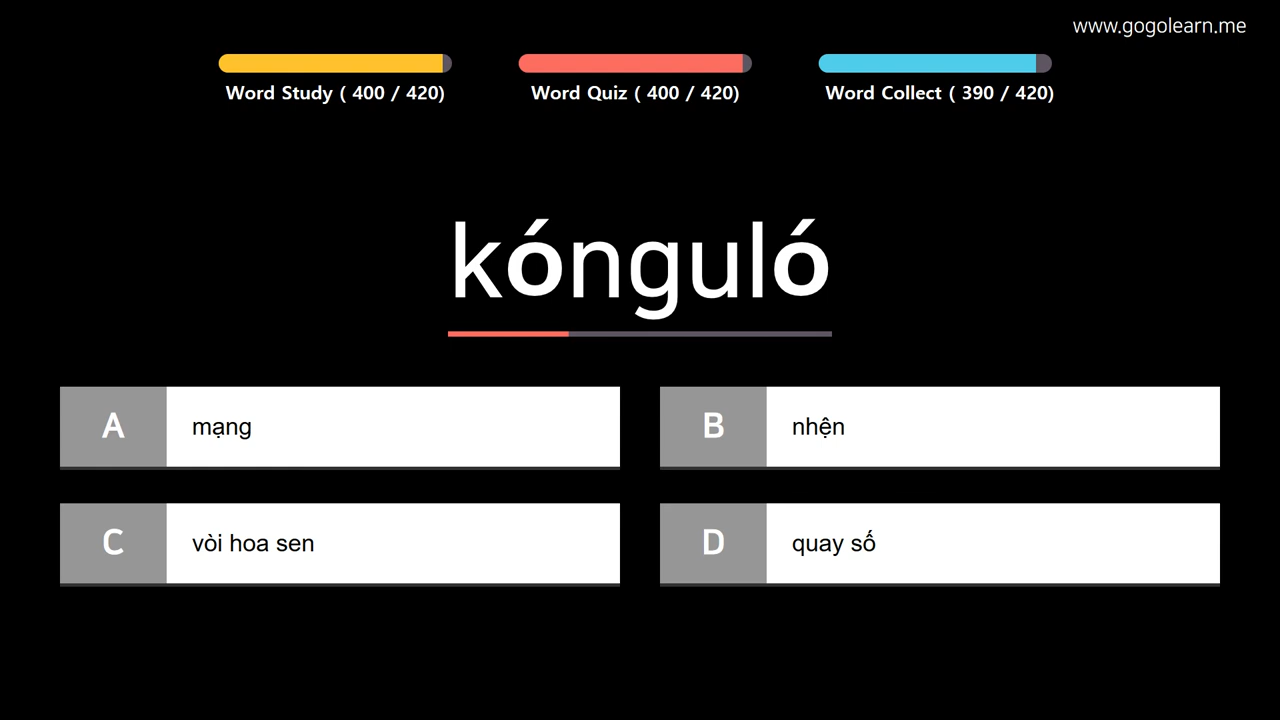 www.gogolearn.me
Word Study ( 400 / 420)
Word Quiz ( 400 / 420)
Word Collect ( 390 / 420)
kónguló
A mạng
B nhện
C vòi hoa sen
D quay số